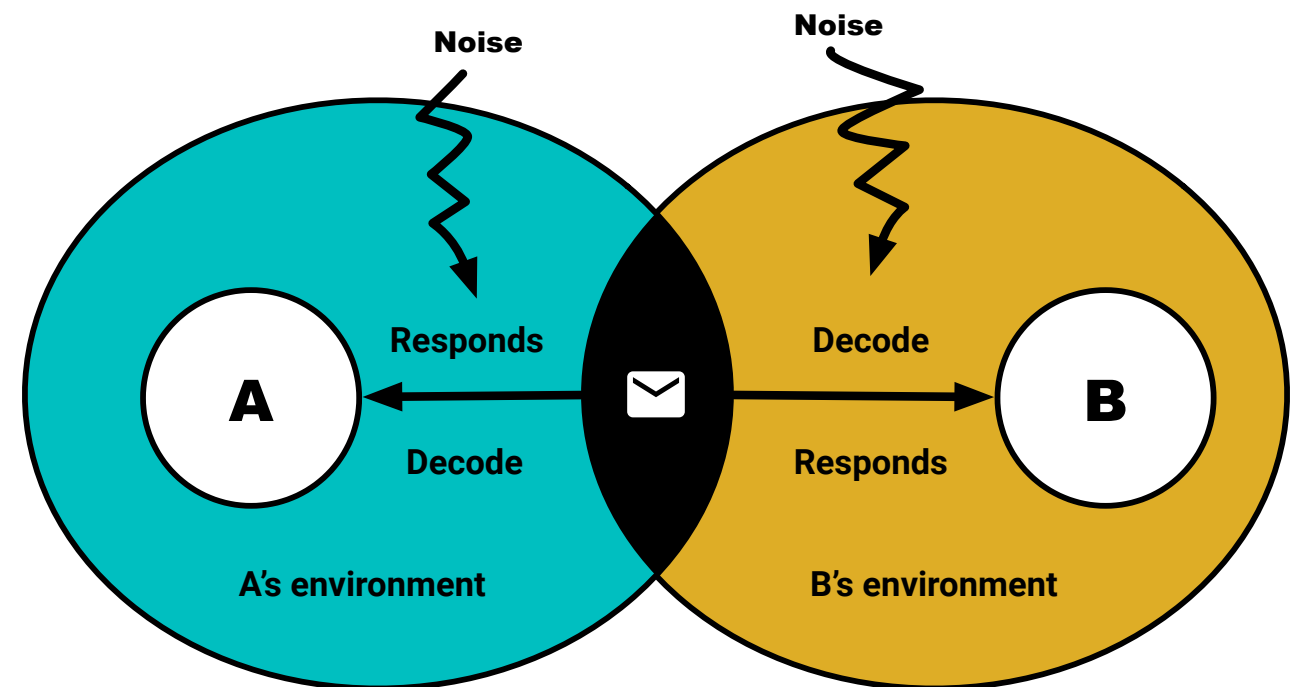 Noise
Noise
Responds
Decode
A
B
Decode
Responds
A’s environment
B’s environment